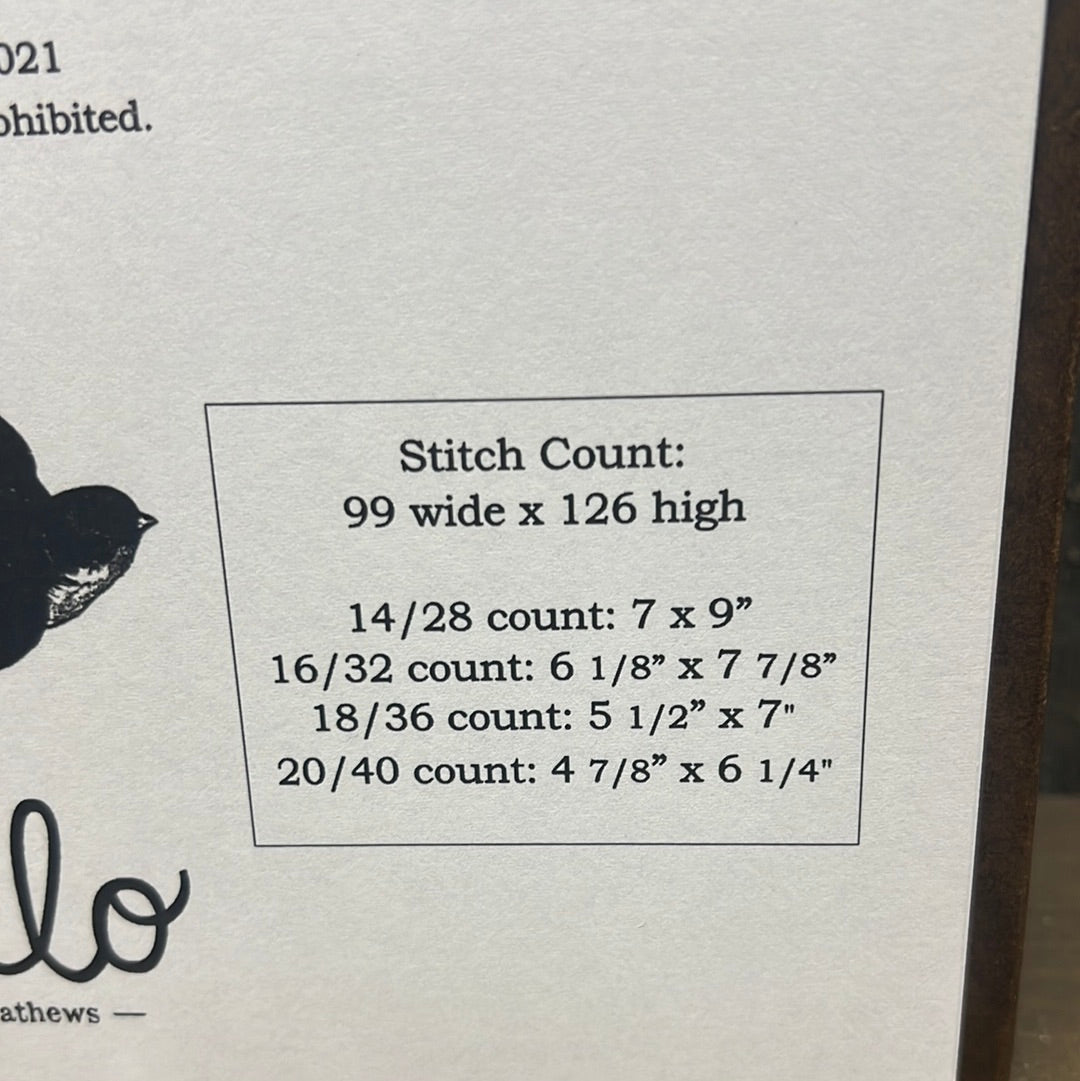 021
ohibited.
Stitch Count:
99 wide x 126 high
14/28 count: 7 x 9”
16/32 count: 6 1/8” x 7 7/8”
18/36 count: 5 1/2” x 7"
20/40 count: 4 7/8” x 6 1/4"
lo
athews —